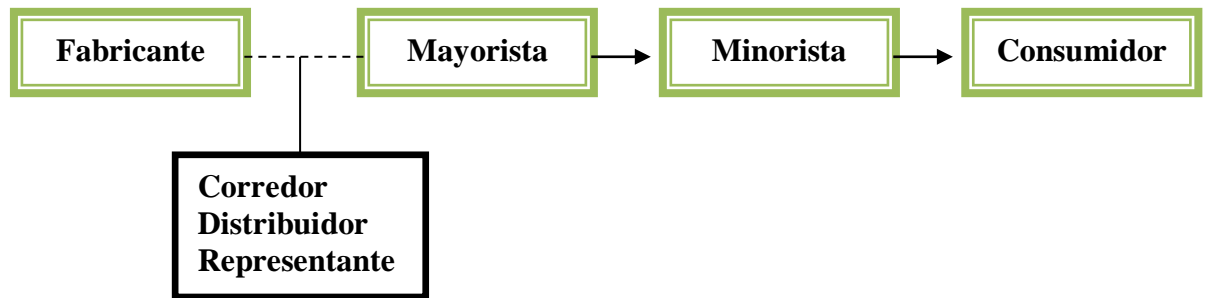 Fabricante
Mayorista
Minorista
Consumidor
Corredor
Distribuidor
Representante